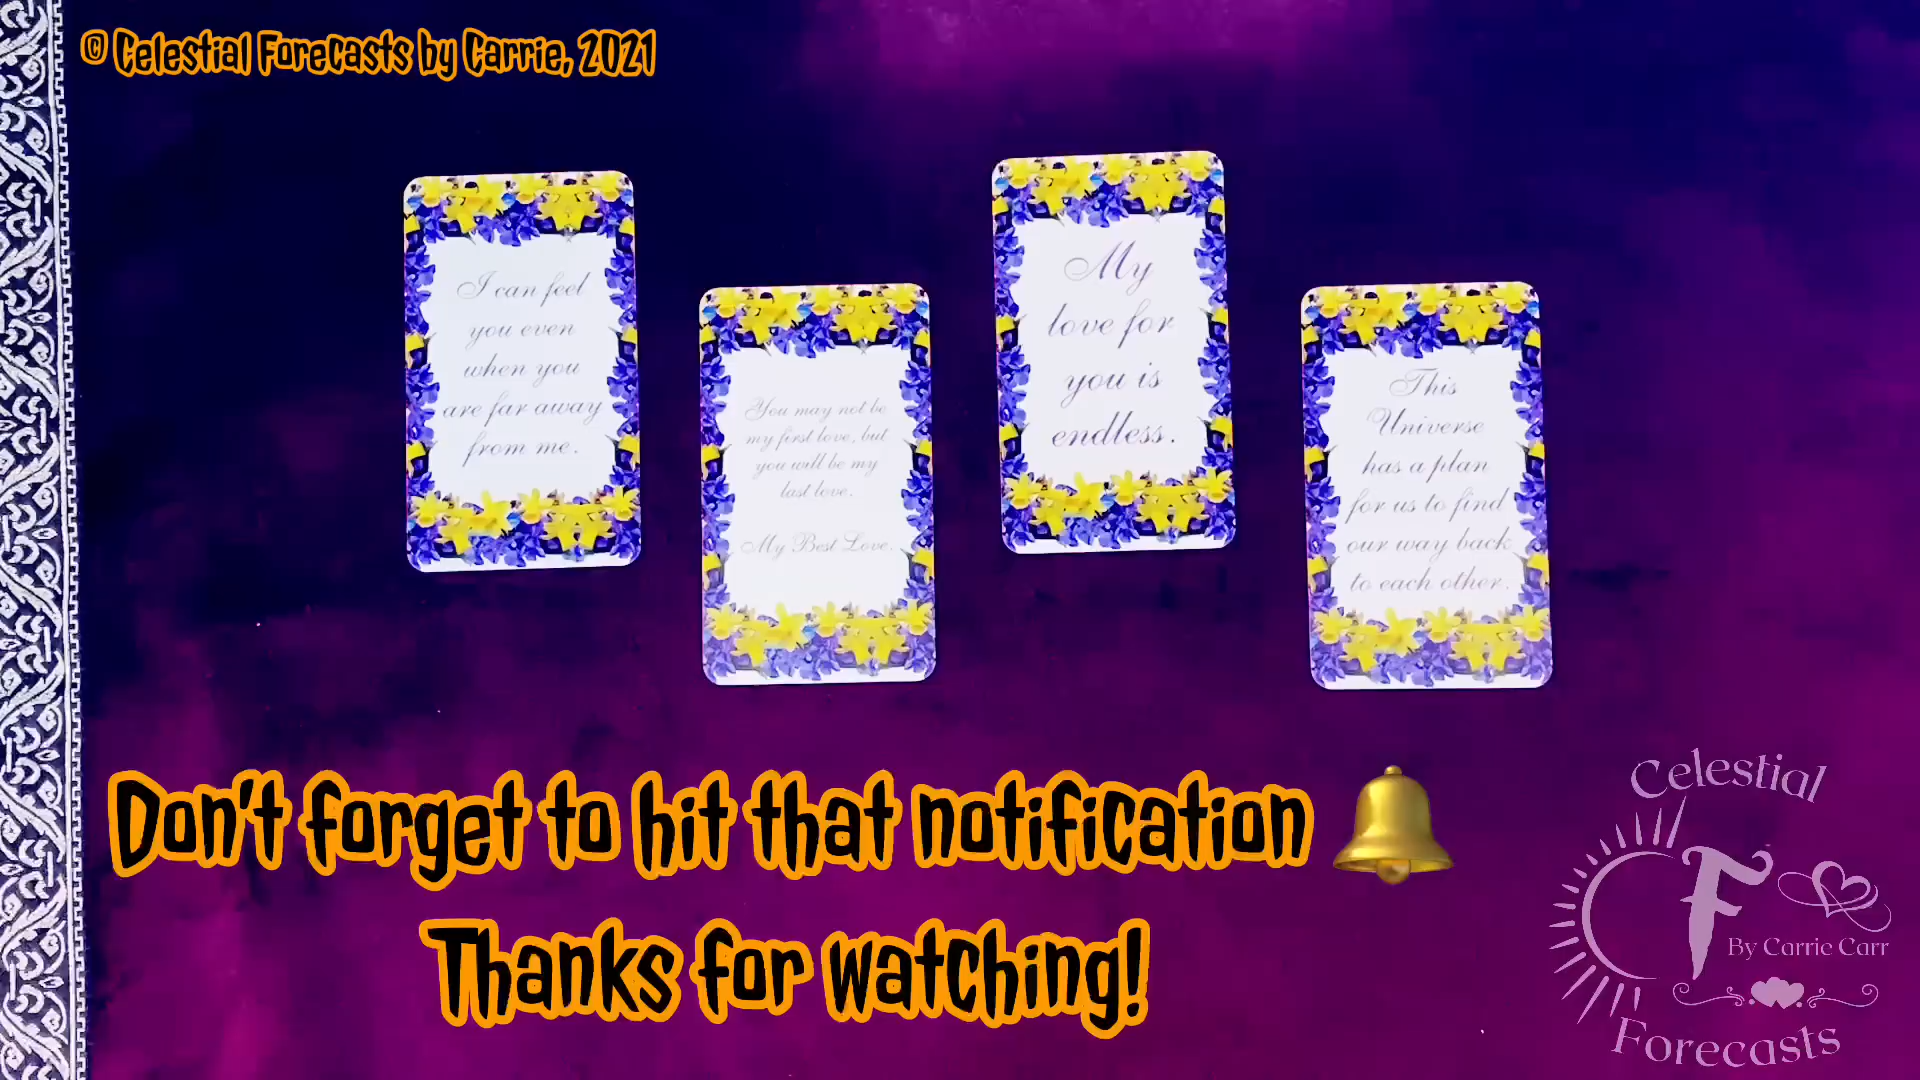 © Celestial Forecasts by Carrie, 2021
I can feel
you even
when you
are far away
from me.
You may not be
my first love, but
you will be my
last love.
My Best Love.
My
love for
you is
endless.
This
Universe
has a plan
for us to find
our way back
to each other.
Don't forget to hit that notification
Thanks for watching!
Celestial
CF
By Carrie Carr
Forecasts